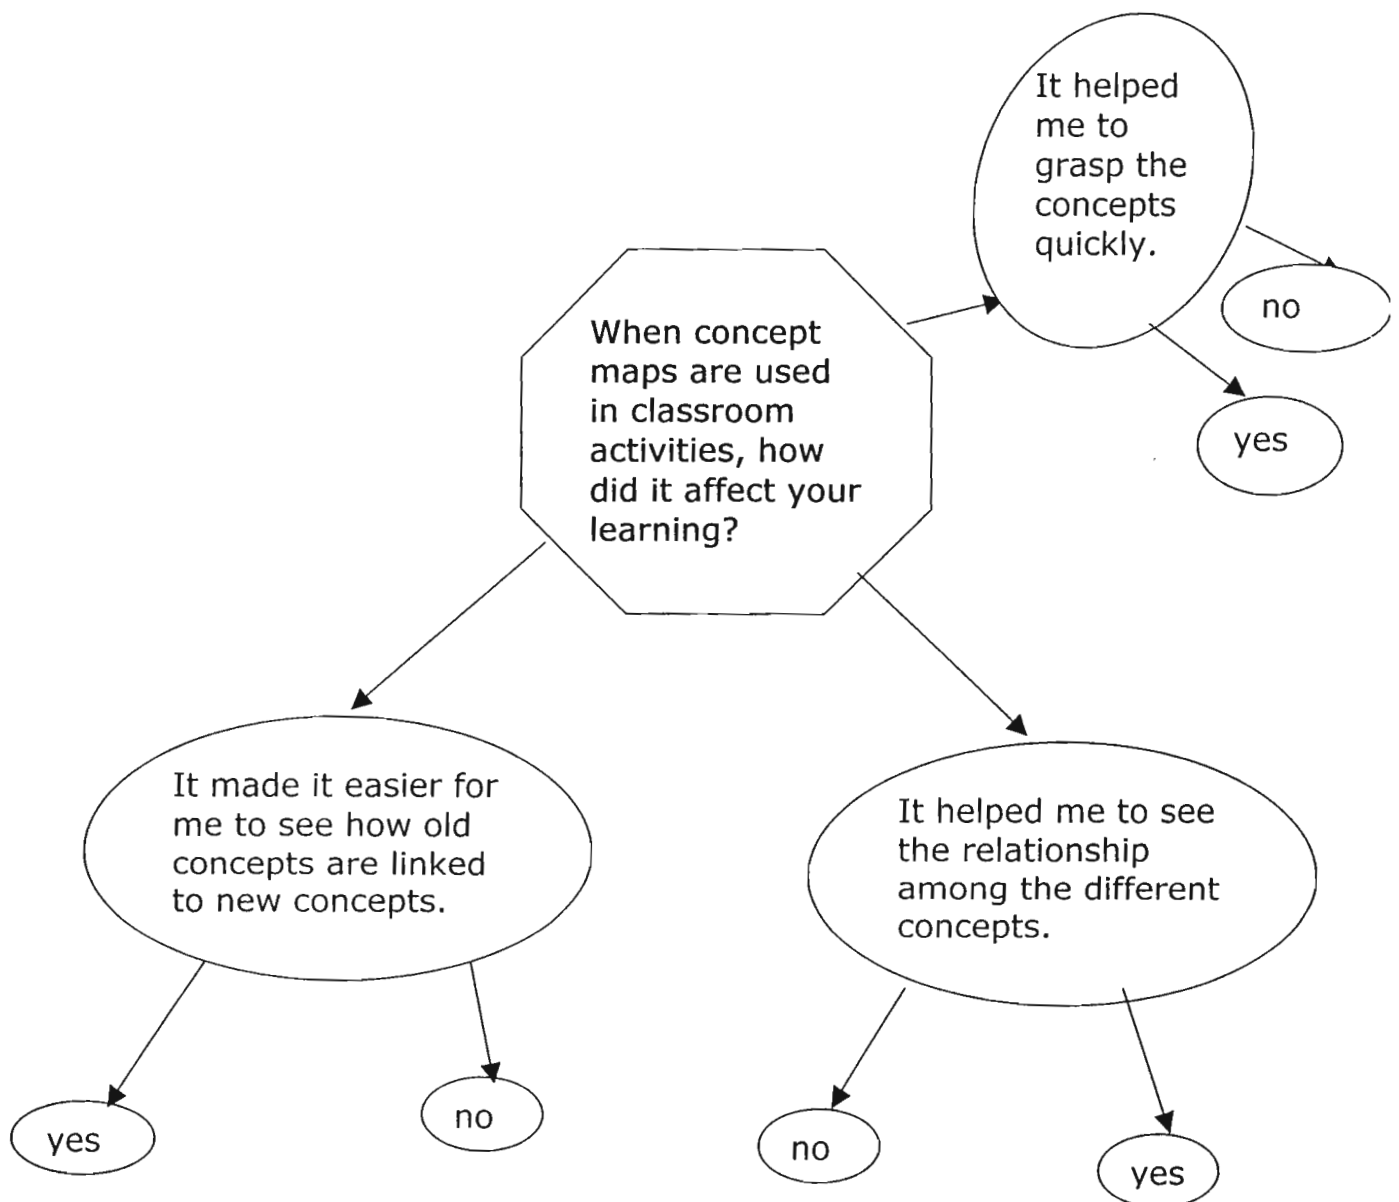 It helped
me to
grasp the
concepts
quickly.
no
yes
When concept
maps are used
in classroom
activities, how
did it affect your
learning?
It made it easier for
me to see how old
concepts are linked
to new concepts.
yes
no
It helped me to see
the relationship
among the different
concepts.
no
yes